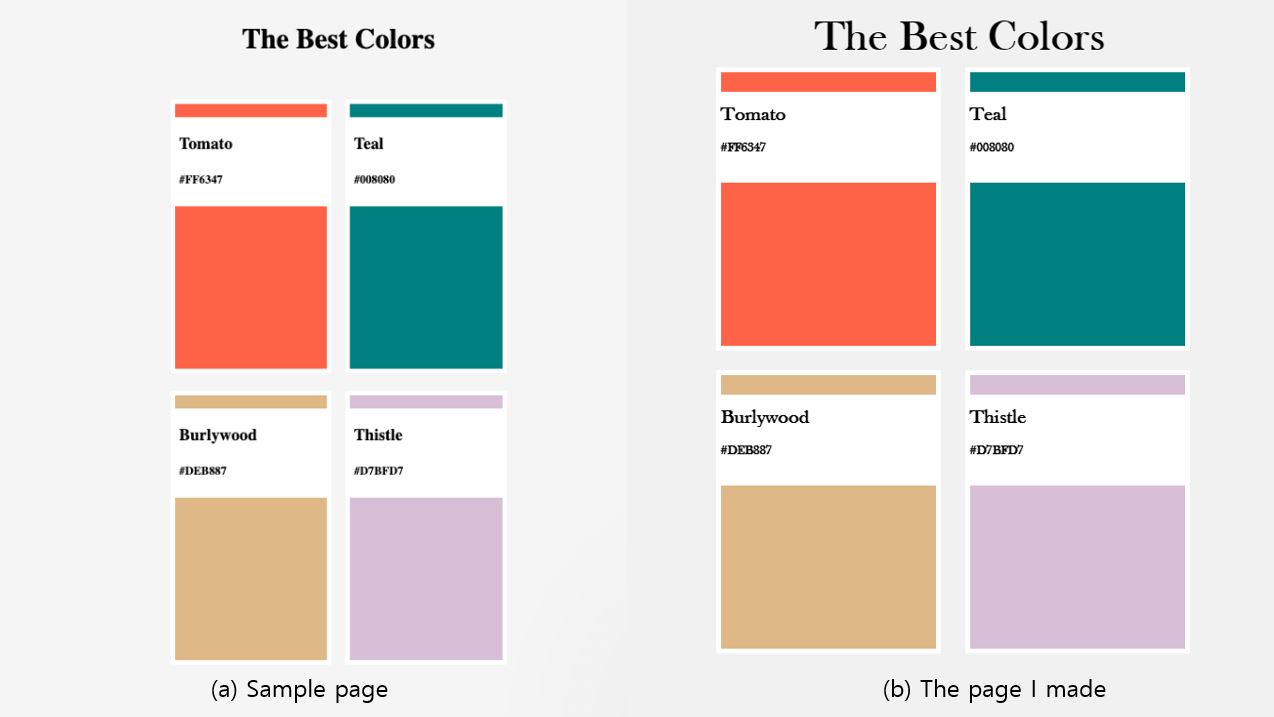 The Best Colors
Tomato
#FF6347
Teal
#008080
Burlywood
#DEB887
Thistle
#D7BFD7
(a) Sample page
The Best Colors
Tomato
#FF6347
Teal
#008080
Burlywood
#DEB887
Thistle
#D7BFD7
(b) The page I made